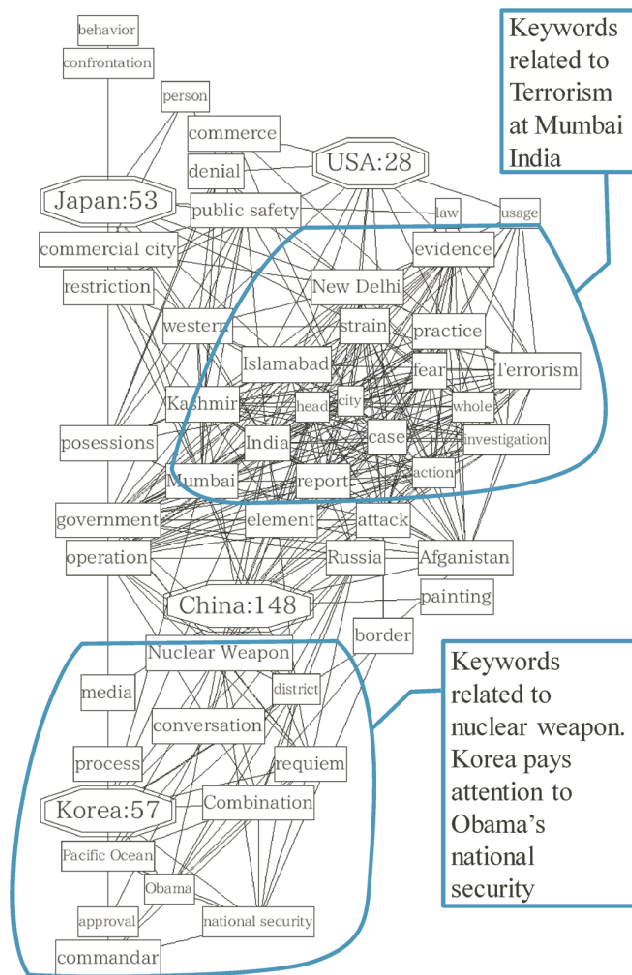 behavior
confrontation
person
commerce
denial
USA:28
Japan:53
public safety
law
usage
commercial city
evidence
restriction
New Delhi
western
strain
practice
Islamabad
fear
Terrorism
Kashmir
head
city
whole
posessions
India
case
investigation
Mumbai
report
action
government
element
attack
operation
Russia
Afganistan
China:148
painting
border
Nuclear Weapon
media
district
conversation
process
requiem
Korea:57
Combination
Pacific Ocean
Obama
approval
national security
commandar
Keywords
related to
Terrorism
at Mumbai
India
Keywords
related to
nuclear weapon.
Korea pays
attention to
Obama's
national
security